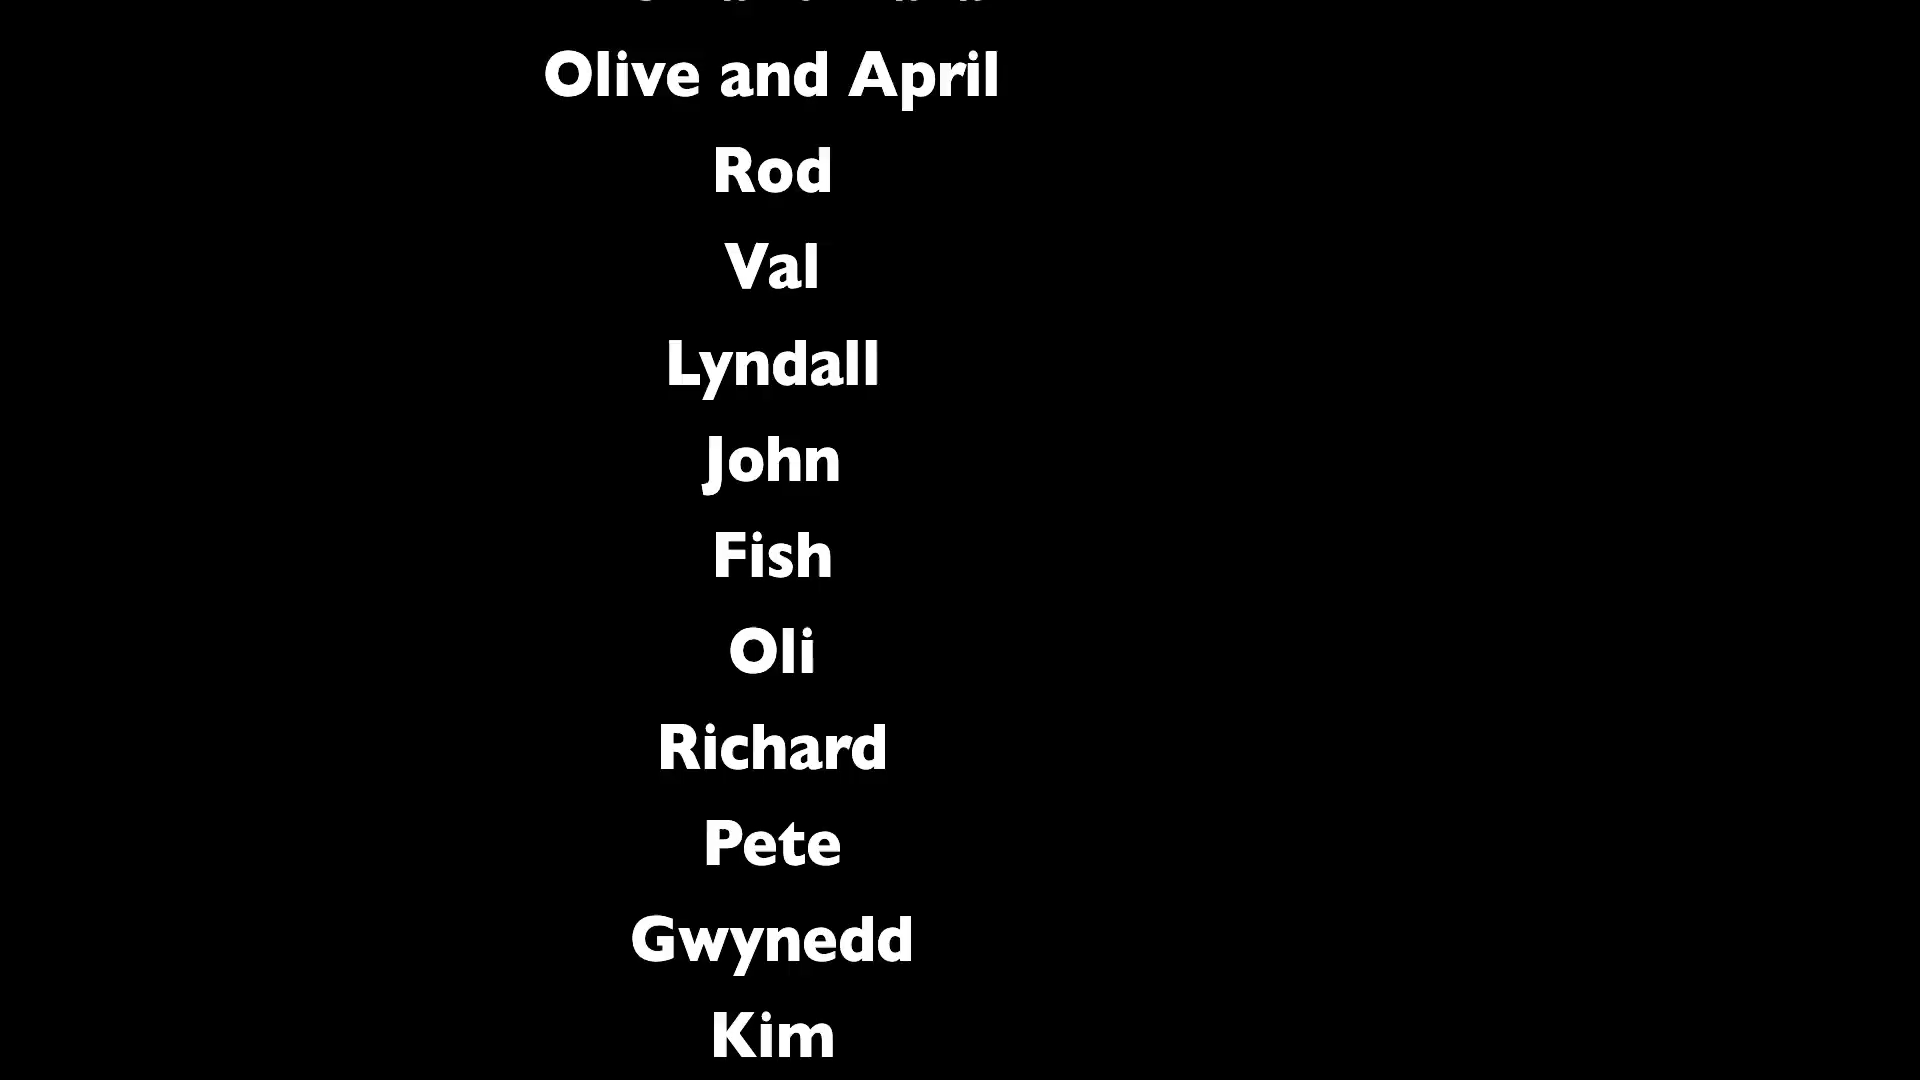 Olive and April
Rod
Val
Lyndall
John
Fish
Oli
Richard
Pete
Gwynedd
Kim